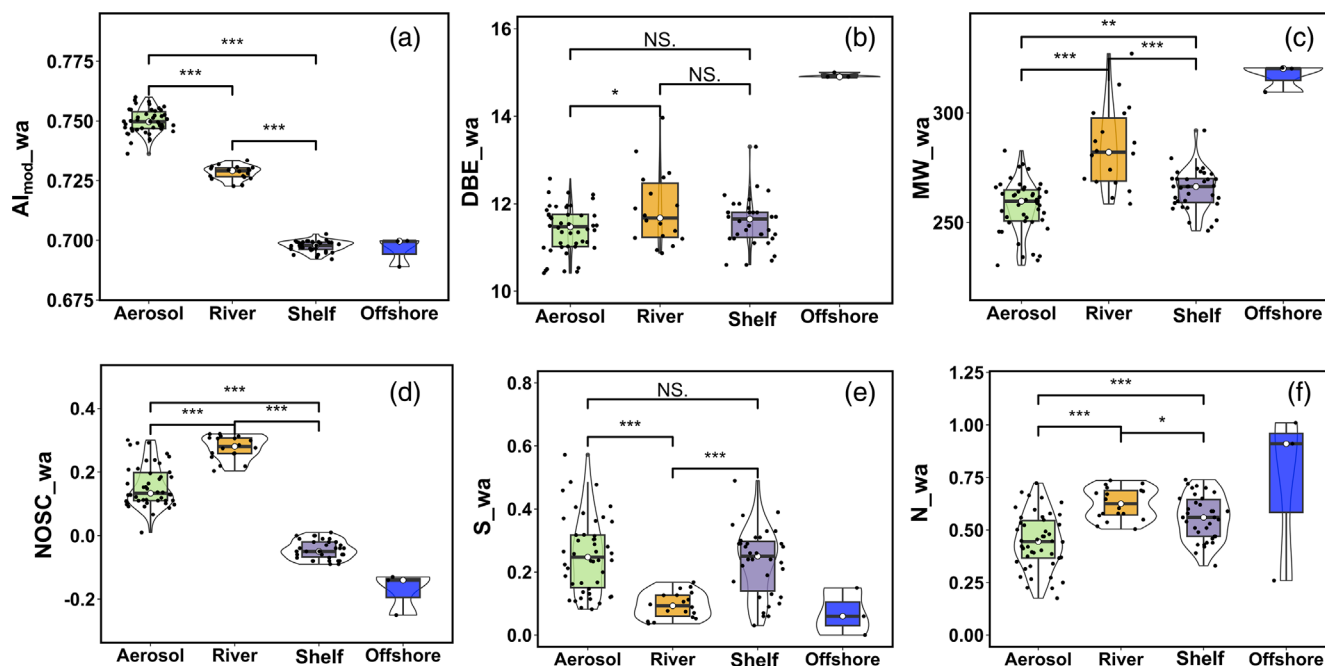 (a)
AImod_wa
0.775
0.750
0.725
0.700
0.675
***
***
***
Aerosol River Shelf Offshore
(b)
DBE_wa
16
14
12
10
NS.
NS.
*
Aerosol River Shelf Offshore
(c)
MW_wa
300
250
**
*** ***
Aerosol River Shelf Offshore
(d)
NOSC_wa
0.4
0.2
0.0
-0.2
***
*** ***
Aerosol River Shelf Offshore
(e)
S_wa
0.8
0.6
0.4
0.2
0.0
NS.
***
***
Aerosol River Shelf Offshore
(f)
N_wa
1.25
1.00
0.75
0.50
0.25
0.00
***
***
*
Aerosol River Shelf Offshore